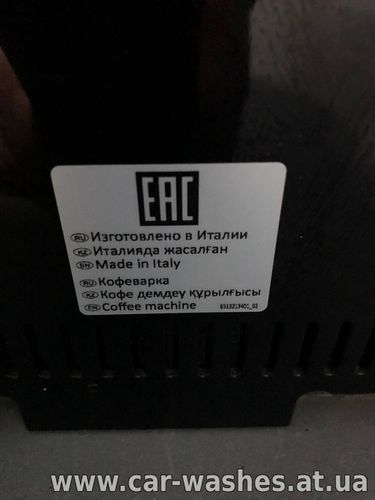 EAC
RU Изготовлено в Италии
KZ Италияда жасалған
EN Made in Italy
RU Кофеварка
KZ Кофе демдеу құрылғысы
EN Coffee machine 6513213401_02
www.car-washes.at.ua